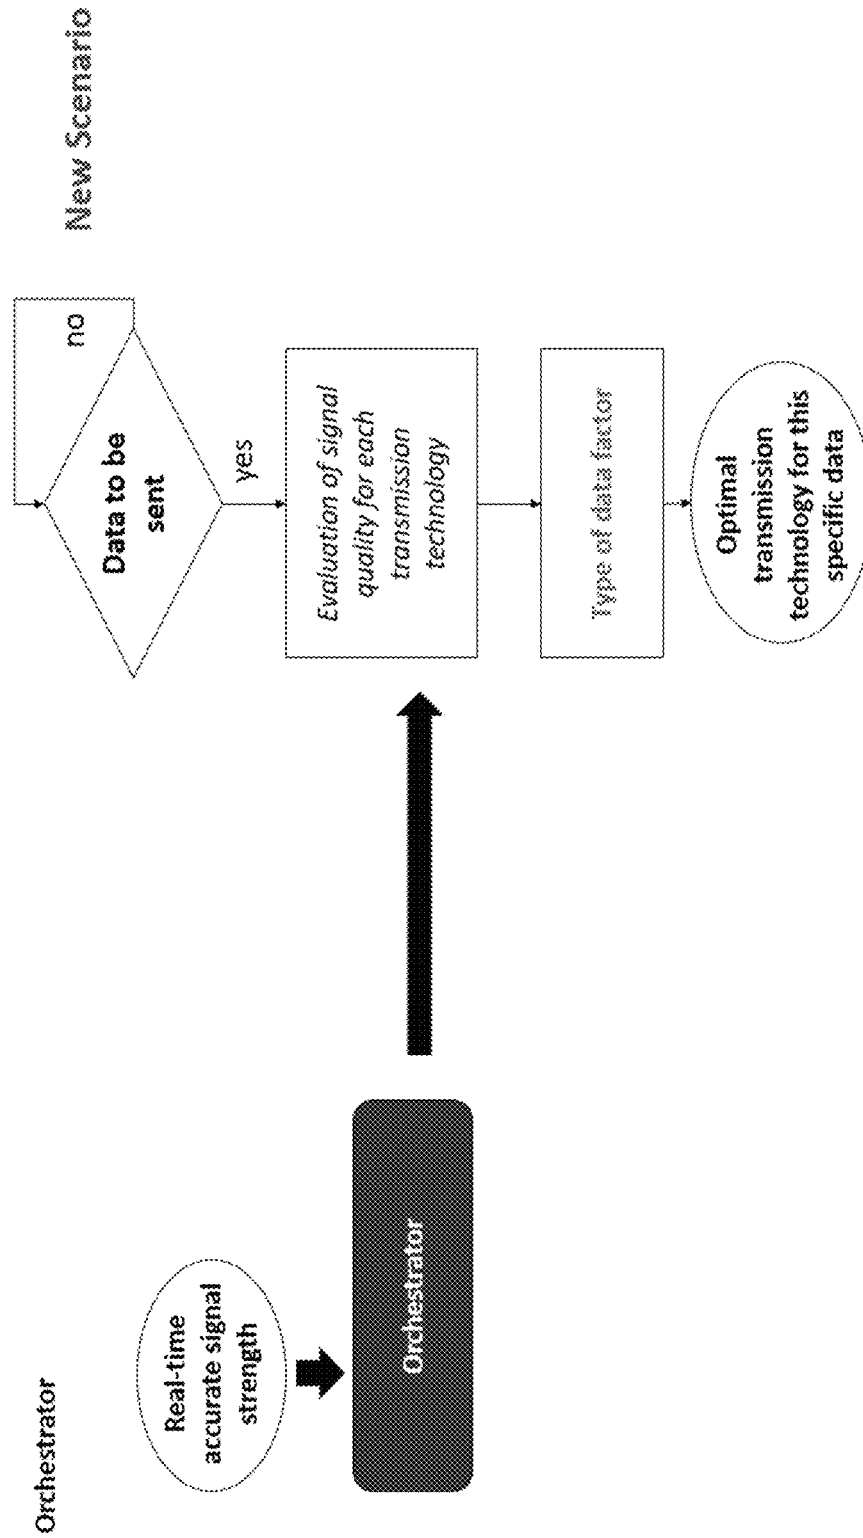 Orchestrator
Real-time
accurate signal
strength
Orchestrator
New Scenario
Data to be
sent
no
yes
Evaluation of signal
quality for each
transmission
technology
Type of data factor
Optimal
transmission
technology for this
specific data